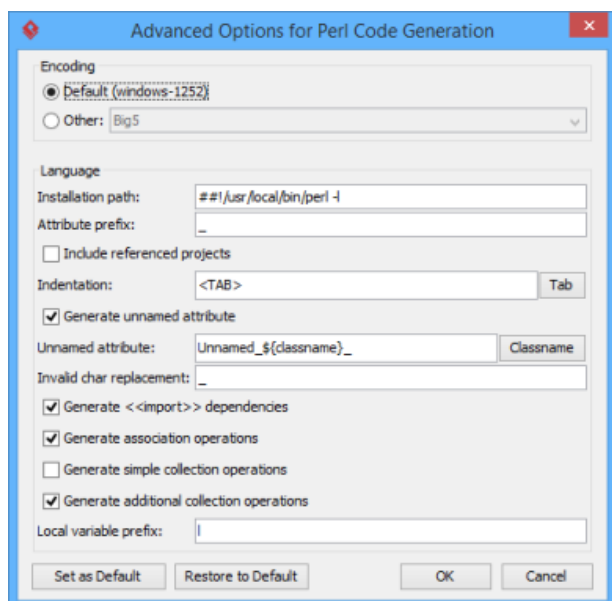 Advanced Options for Perl Code Generation
Encoding
Default (windows-1252)
Other: Big5
Language
Installation path: ##!/usr/local/bin/perl -l
Attribute prefix: _
Include referenced projects
Indentation: <TAB> Tab
Generate unnamed attribute
Unnamed attribute: Unnamed_${classname}_ Classname
Invalid char replacement: _
Generate <<import>> dependencies
Generate association operations
Generate simple collection operations
Generate additional collection operations
Local variable prefix: l
Set as Default Restore to Default OK Cancel